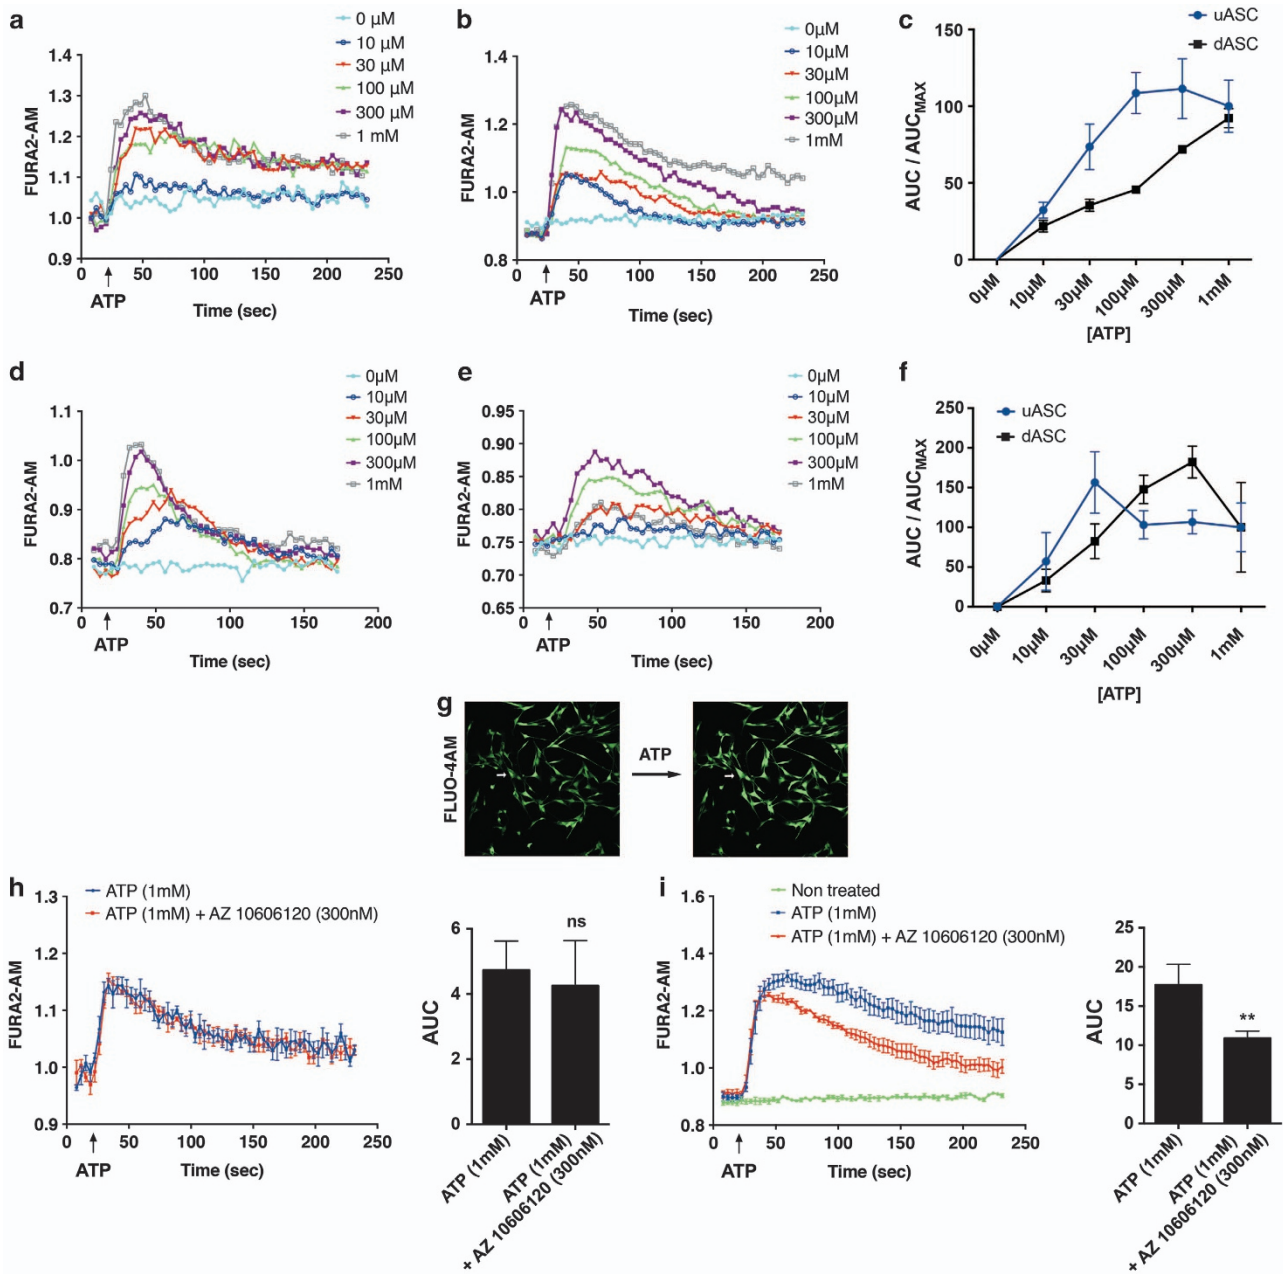 a
0 µM
10 µM
30 µM
100 µM
300 µM
1 mM
FURA2-AM
1.4
1.3
1.2
1.1
1.0
0.9
0 50 100 150 200 250
ATP
Time (sec)
b
0µM
10µM
30µM
100µM
300µM
1mM
FURA2-AM
1.4
1.2
1.0
0.8
0 50 100 150 200 250
ATP
Time (sec)
c
uASC
dASC
AUC / AUCMAX
150
100
50
0
0µM 10µM 30µM 100µM 300µM 1mM
[ATP]
d
0µM
10µM
30µM
100µM
300µM
1mM
FURA2-AM
1.1
1.0
0.9
0.8
0.7
0 50 100 150 200
ATP
Time (sec)
e
0µM
10µM
30µM
100µM
300µM
1mM
FURA2-AM
0.95
0.90
0.85
0.80
0.75
0.70
0.65
0 50 100 150 200
ATP
Time (sec)
f
uASC
dASC
AUC / AUCMAX
250
200
150
100
50
0
0µM 10µM 30µM 100µM 300µM 1mM
[ATP]
g
FLUO-4AM
ATP
h
ATP (1mM)
ATP (1mM) + AZ 10606120 (300nM)
FURA2-AM
1.3
1.2
1.1
1.0
0.9
0 50 100 150 200 250
ATP
Time (sec)
AUC
6
4
2
0
ns
ATP (1mM)
ATP (1mM)
+ AZ 10606120 (300nM)
i
Non treated
ATP (1mM)
ATP (1mM) + AZ 10606120 (300nM)
FURA2-AM
1.6
1.4
1.2
1.0
0.8
0 50 100 150 200 250
ATP
Time (sec)
AUC
25
20
15
10
5
0
**
ATP (1mM)
ATP (1mM)
+ AZ 10606120 (300nM)